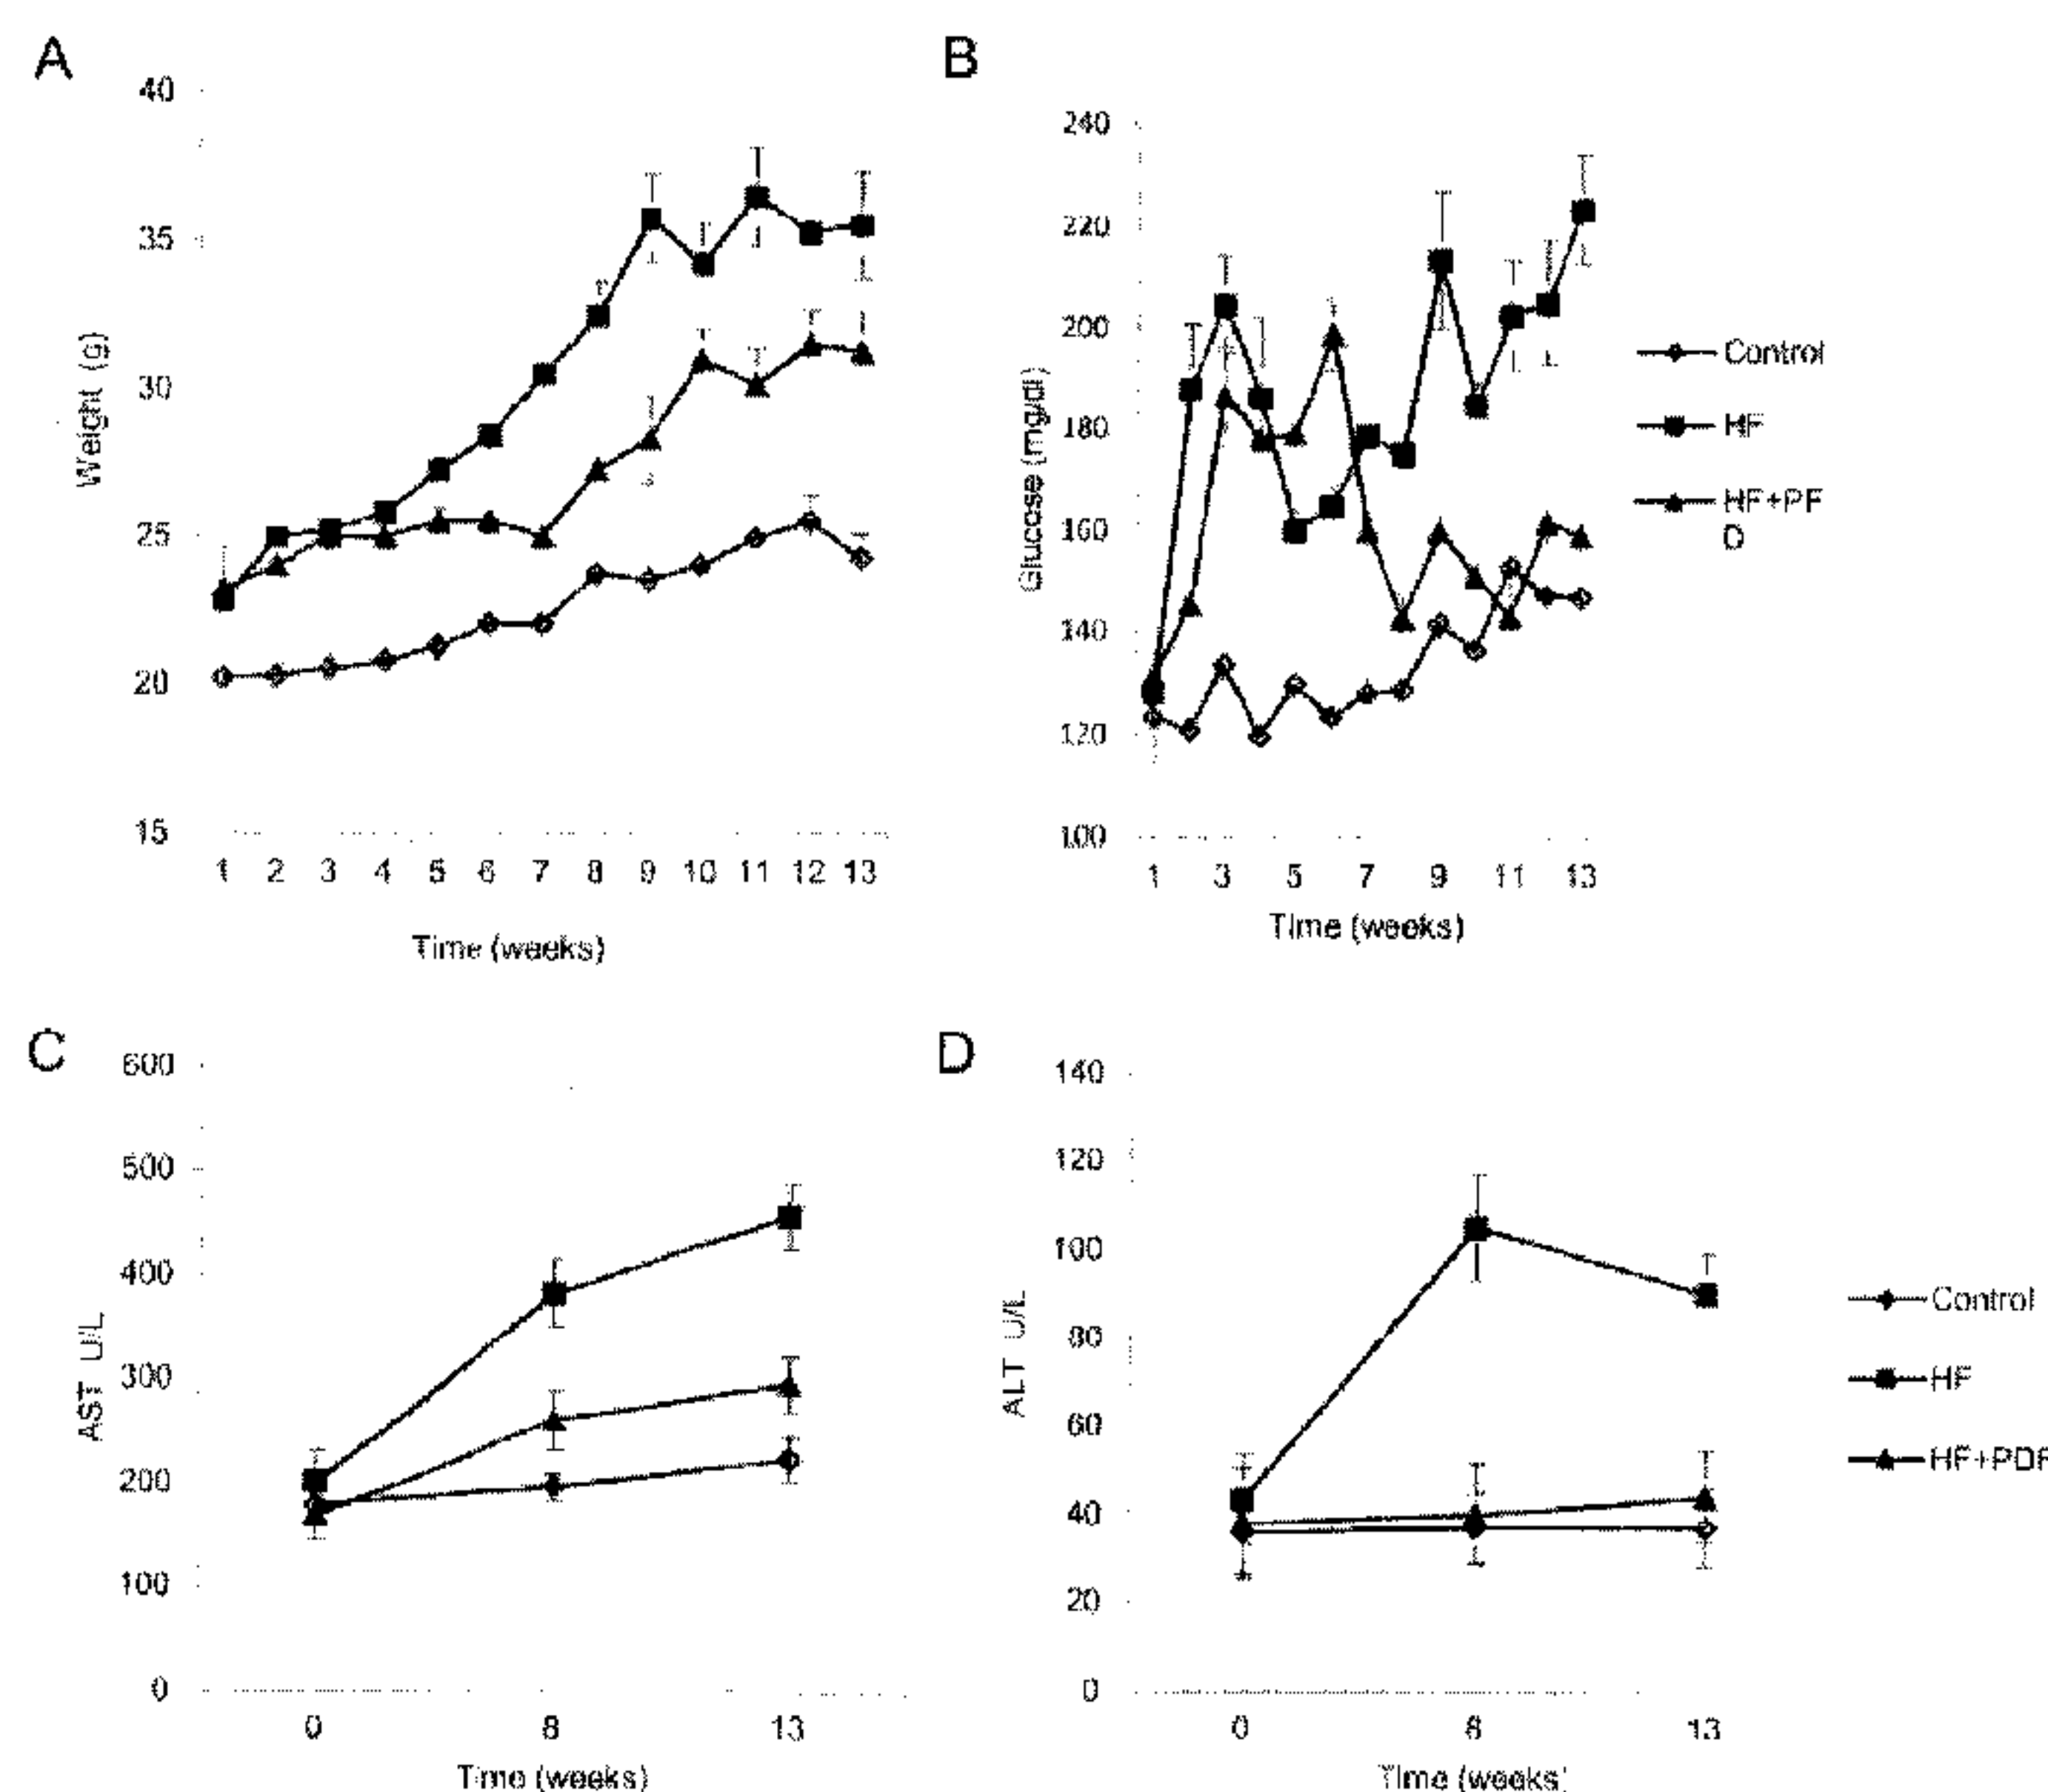 A
40
35
30
25
20
15
Weight (g)
1 2 3 4 5 6 7 8 9 10 11 12 13
Time (weeks)
B
240
220
200
180
160
140
120
100
Glucose (mg/dl)
1 3 5 7 9 11 13
Time (weeks)
Control
HF
HF+PF
D
C
600
500
400
300
200
100
0
AST U/L
0 8 13
Time (weeks)
D
140
120
100
80
60
40
20
0
ALT U/L
0 8 13
Time (weeks)
Control
HF
HF+PDF